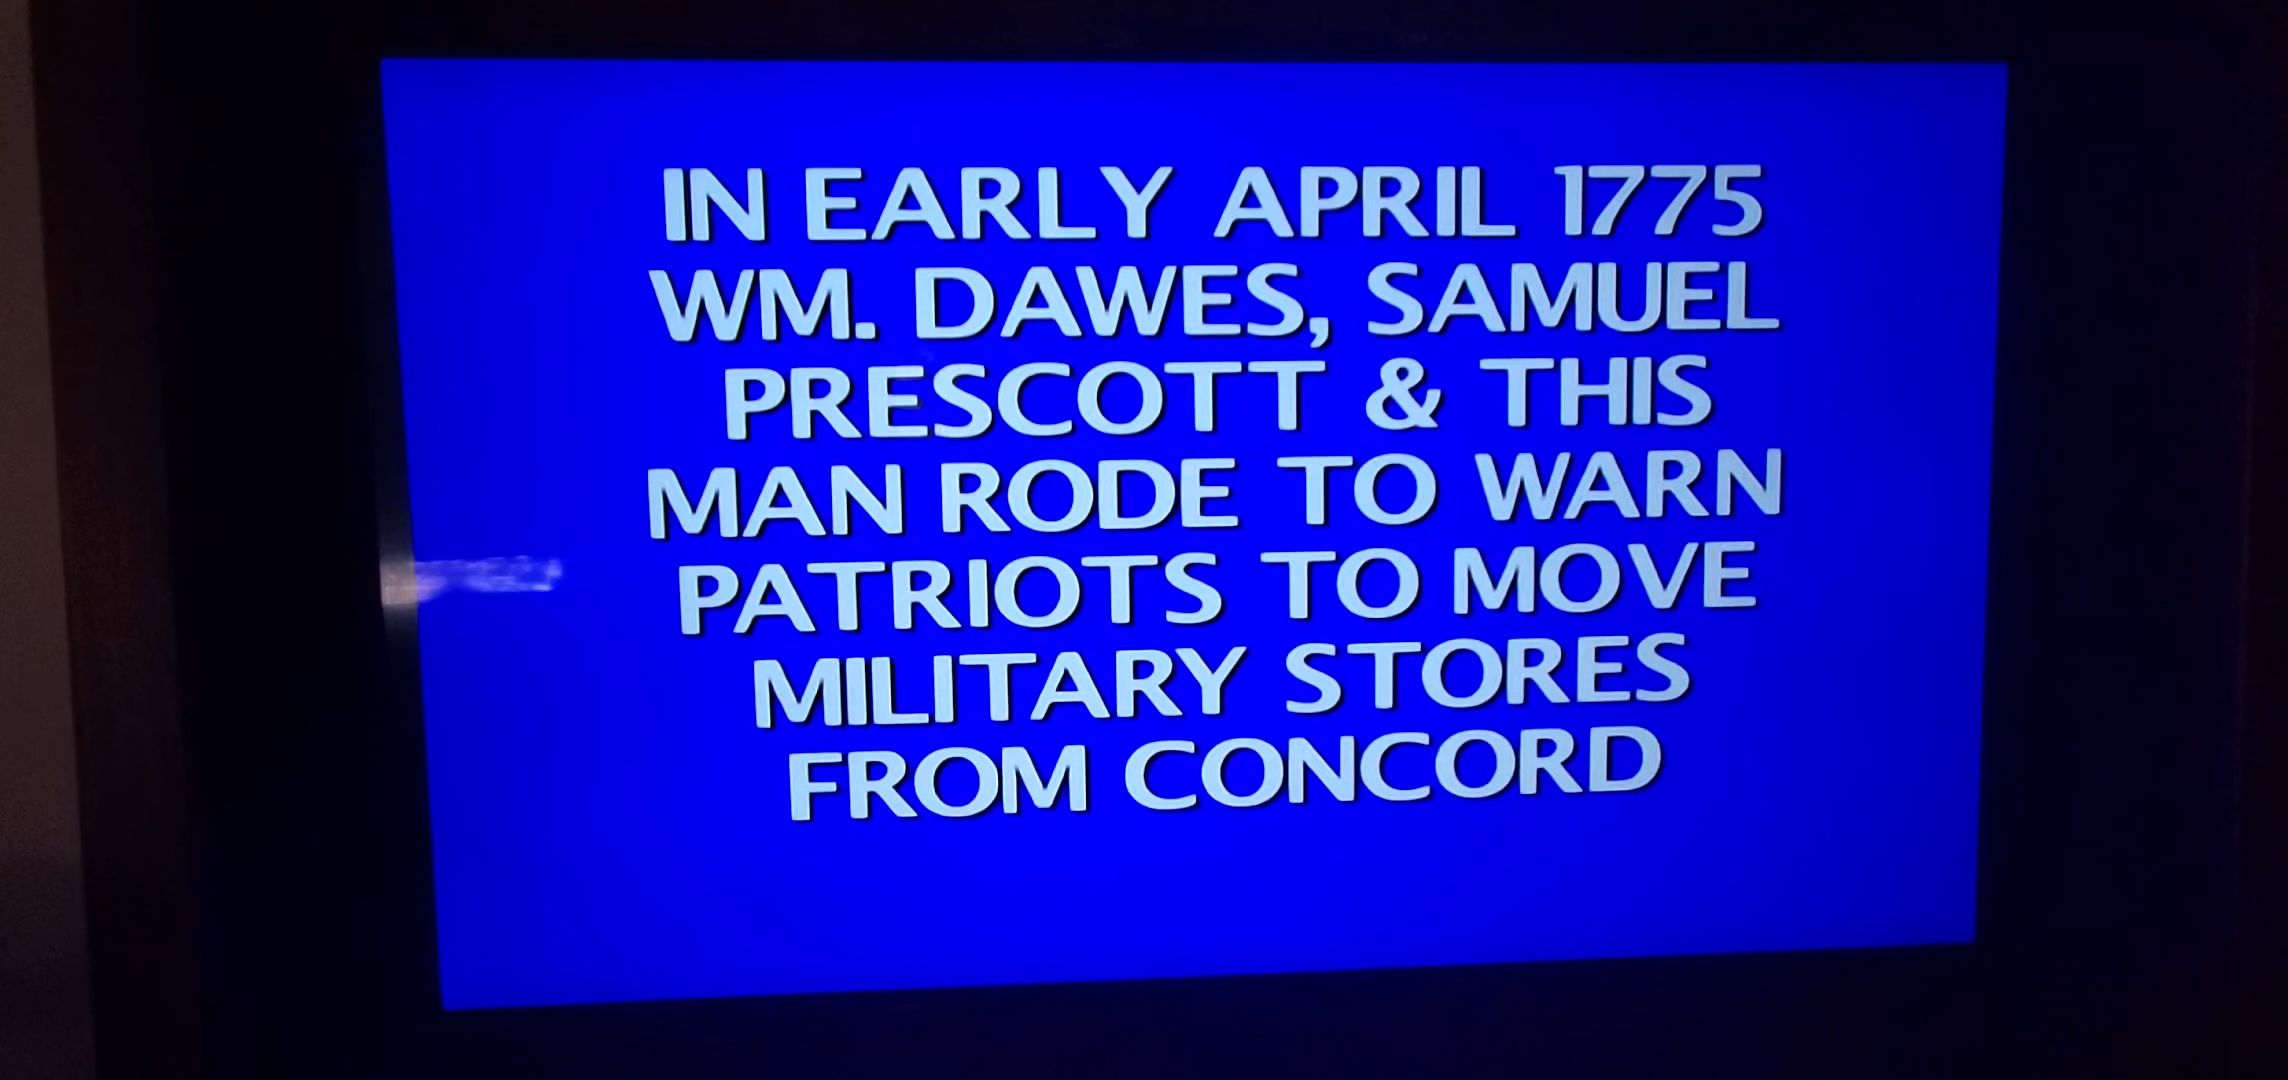 IN EARLY APRIL 1775
WM. DAWES, SAMUEL
PRESCOTT & THIS
MAN RODE TO WARN
PATRIOTS TO MOVE
MILITARY STORES
FROM CONCORD